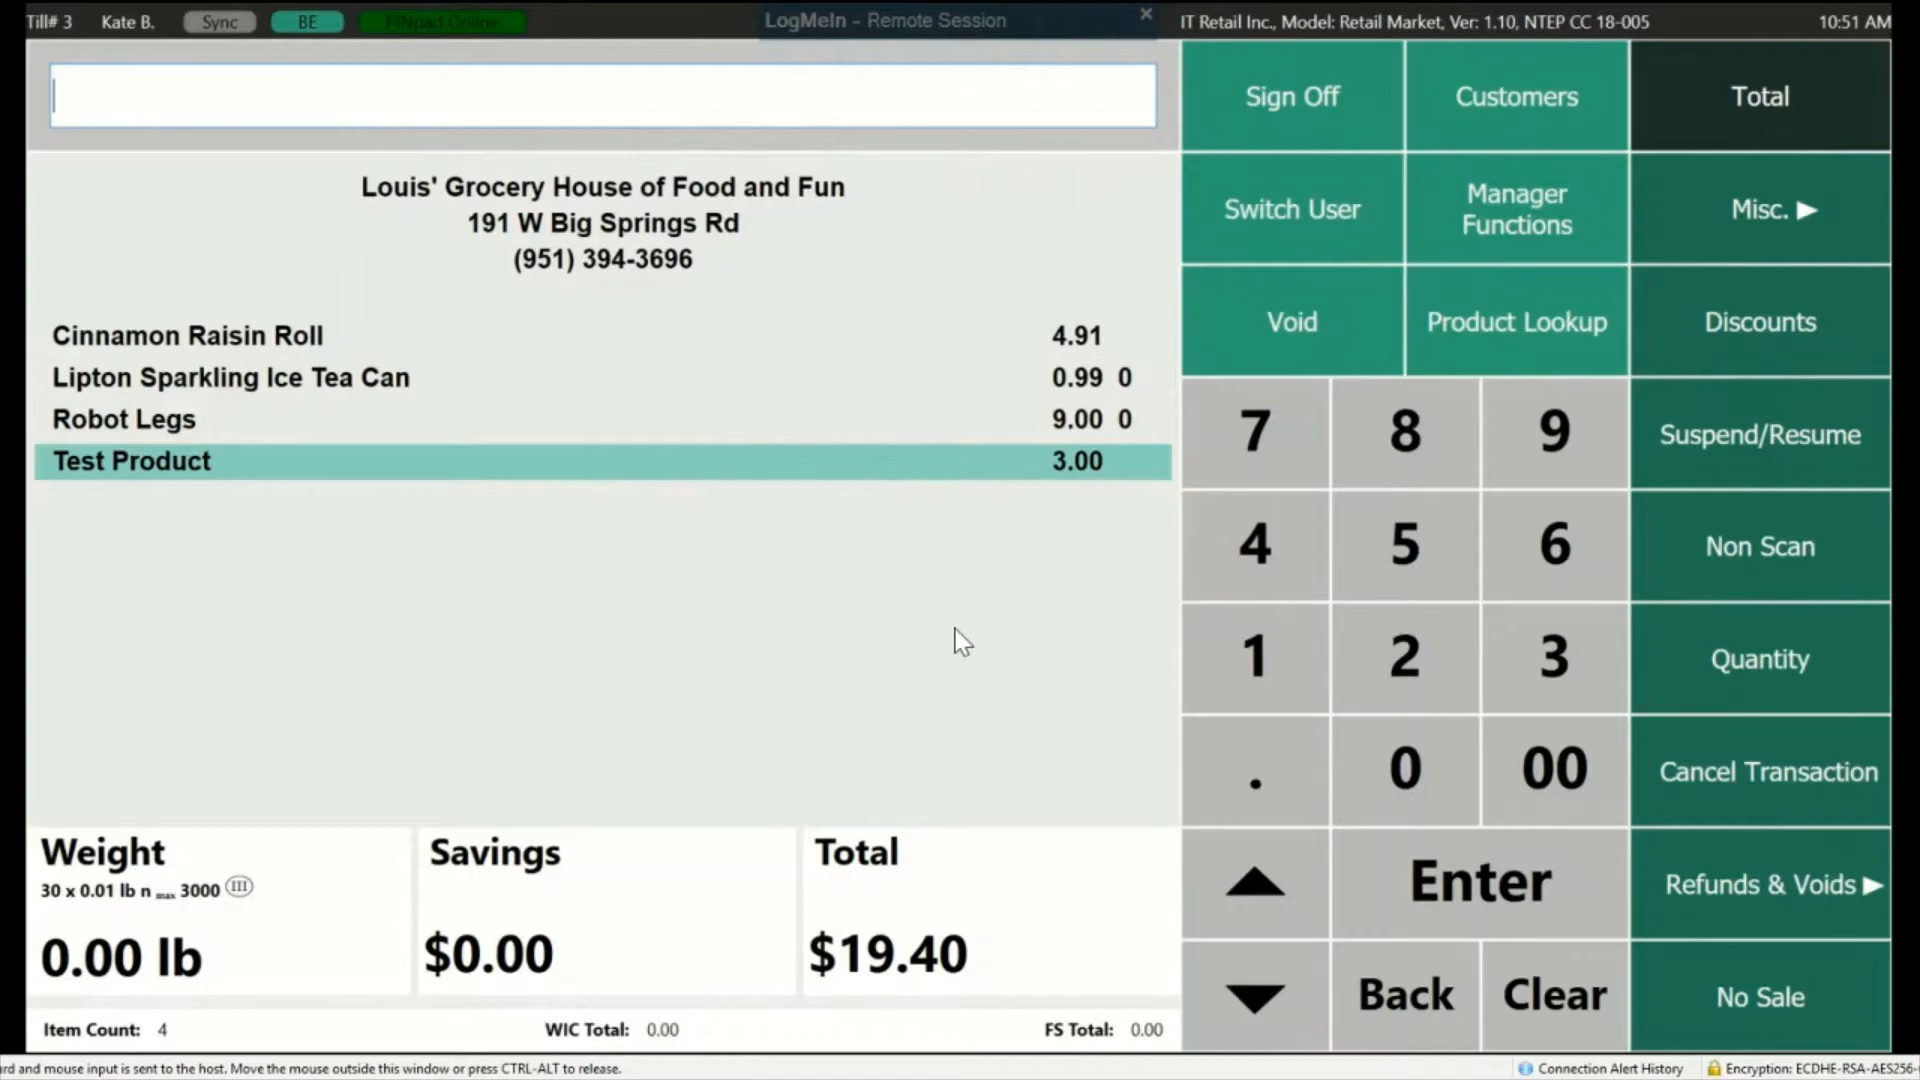 Till# 3 Kate B. Sync BE PINpad Online LogMeIn - Remote Session × IT Retail Inc., Model: Retail Market, Ver: 1.10, NTEP CC 18-005 10:51 AM
Sign Off Customers Total
Louis' Grocery House of Food and Fun
191 W Big Springs Rd
(951) 394-3696
Switch User Manager Functions Misc. ▶
Void Product Lookup Discounts
Cinnamon Raisin Roll 4.91
Lipton Sparkling Ice Tea Can 0.99 0
Robot Legs 9.00 0
Test Product 3.00
7 8 9 Suspend/Resume
4 5 6 Non Scan
1 2 3 Quantity
. 0 00 Cancel Transaction
▲ Enter Refunds & Voids ▶
▼ Back Clear No Sale
Weight Savings Total
30 x 0.01 lb n max 3000 III
0.00 lb $0.00 $19.40
Item Count: 4 WIC Total: 0.00 FS Total: 0.00
rd and mouse input is sent to the host. Move the mouse outside this window or press CTRL-ALT to release. Connection Alert History Encryption: ECDHE-RSA-AES256-